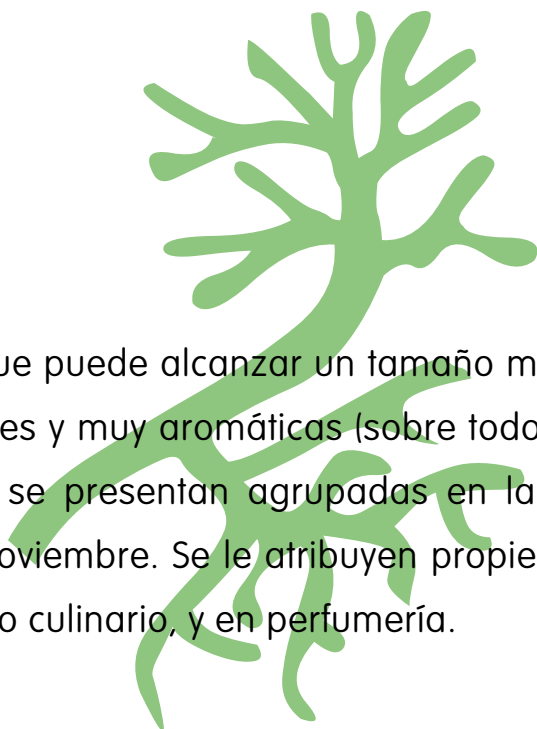 ue puede alcanzar un tamaño m
es y muy aromáticas (sobre todo
se presentan agrupadas en la
oviembre. Se le atribuyen propie
o culinario, y en perfumería.